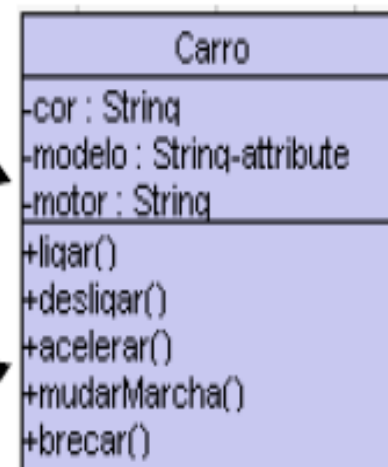 Carro
-cor : String
-modelo : String-attribute
-motor : String
+ligar()
+desligar()
+acelerar()
+mudarMarcha()
+brecar()